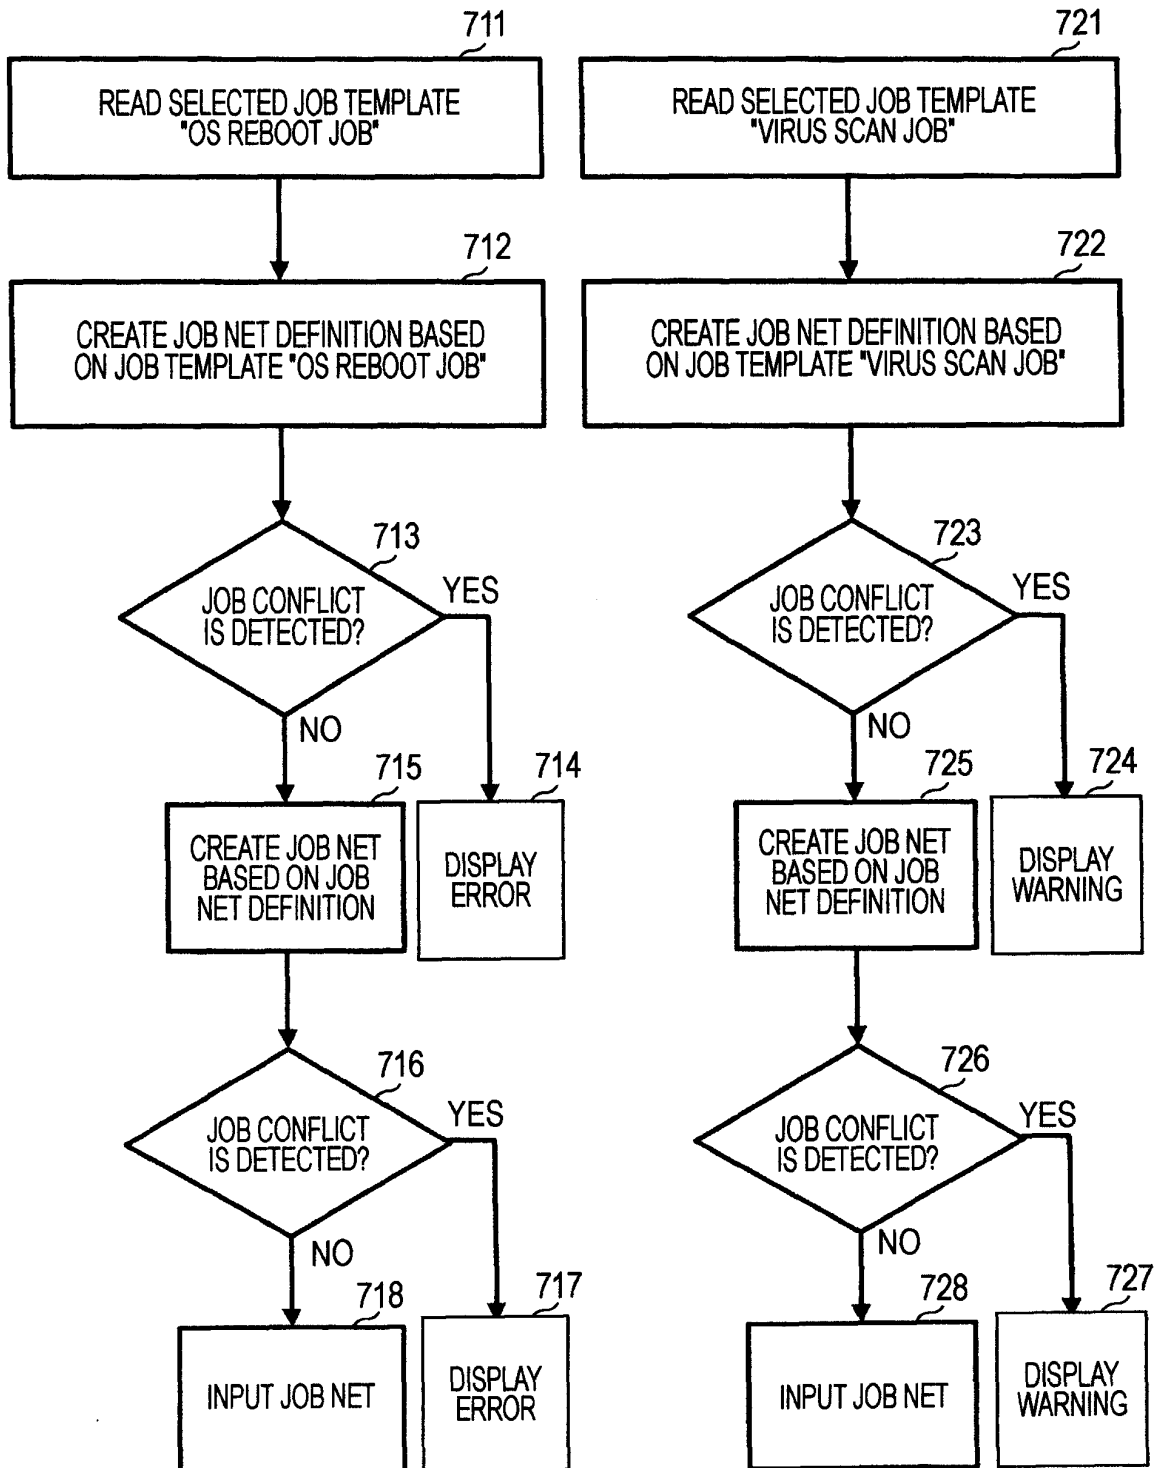 711
READ SELECTED JOB TEMPLATE
"OS REBOOT JOB"
712
CREATE JOB NET DEFINITION BASED
ON JOB TEMPLATE "OS REBOOT JOB"
713
JOB CONFLICT
IS DETECTED?
YES
NO
715
CREATE JOB NET
BASED ON JOB
NET DEFINITION
714
DISPLAY
ERROR
716
JOB CONFLICT
IS DETECTED?
YES
NO
718
INPUT JOB NET
717
DISPLAY
ERROR
721
READ SELECTED JOB TEMPLATE
"VIRUS SCAN JOB"
722
CREATE JOB NET DEFINITION BASED
ON JOB TEMPLATE "VIRUS SCAN JOB"
723
JOB CONFLICT
IS DETECTED?
YES
NO
725
CREATE JOB NET
BASED ON JOB
NET DEFINITION
724
DISPLAY
WARNING
726
JOB CONFLICT
IS DETECTED?
YES
NO
728
INPUT JOB NET
727
DISPLAY
WARNING